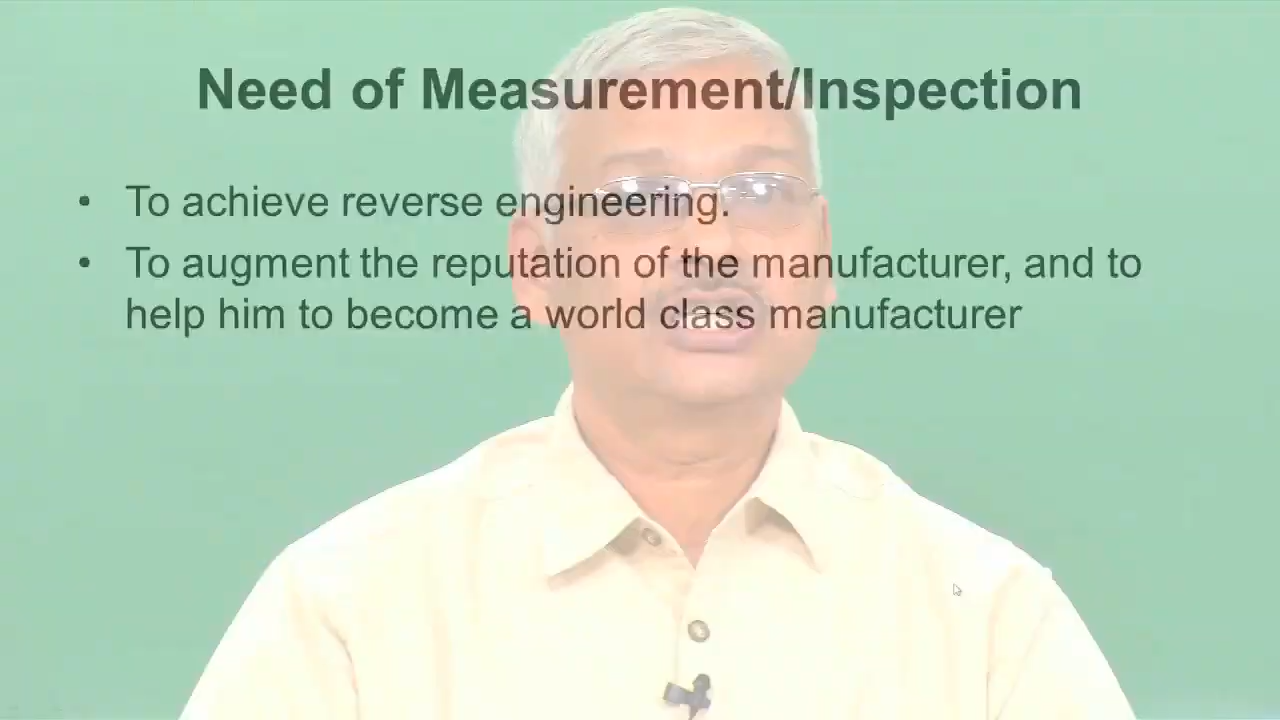 Need of Measurement/Inspection
• To achieve reverse engineering.
• To augment the reputation of the manufacturer, and to
help him to become a world class manufacturer